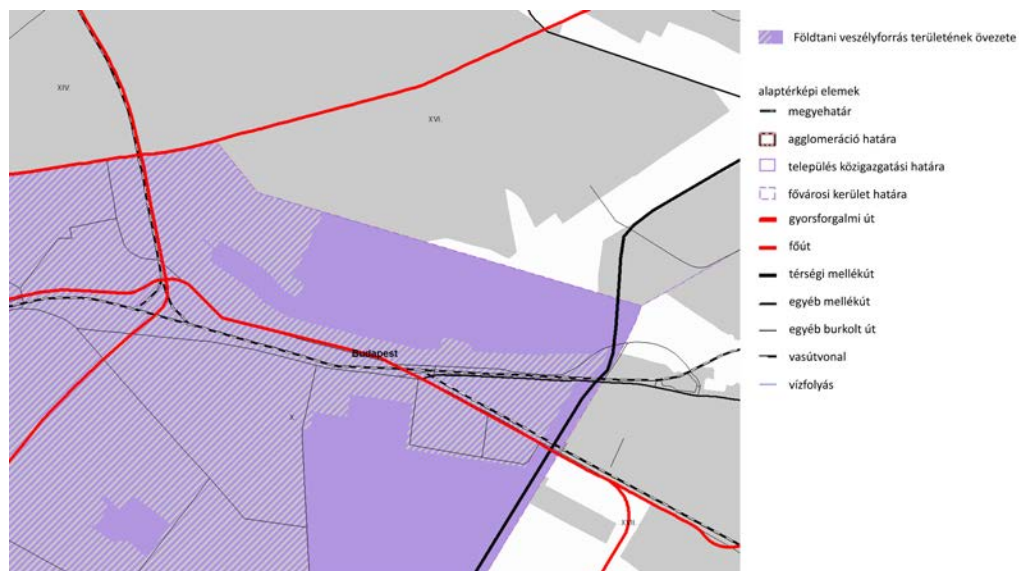 XIV.
XVI.
Budapest
X.
XVII.
Földtani veszélyforrás területének övezete
alaptérképi elemek
megyehatár
agglomeráció határa
település közigazgatási határa
fővárosi kerület határa
gyorsforgalmi út
főút
térségi mellékút
egyéb mellékút
egyéb burkolt út
vasútvonal
vízfolyás